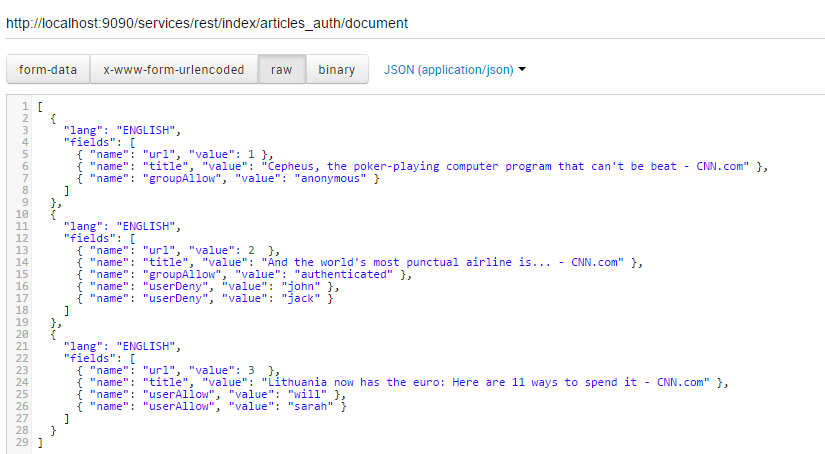 http://localhost:9090/services/rest/index/articles_auth/document
form-data x-www-form-urlencoded raw binary JSON (application/json)
1 [
2   {
3     "lang": "ENGLISH",
4     "fields": [
5       { "name": "url", "value": 1 },
6       { "name": "title", "value": "Cepheus, the poker-playing computer program that can't be beat - CNN.com" },
7       { "name": "groupAllow", "value": "anonymous" }
8     ]
9   },
10   {
11     "lang": "ENGLISH",
12     "fields": [
13       { "name": "url", "value": 2  },
14       { "name": "title", "value": "And the world's most punctual airline is... - CNN.com" },
15       { "name": "groupAllow", "value": "authenticated" },
16       { "name": "userDeny", "value": "john" },
17       { "name": "userDeny", "value": "jack" }
18     ]
19   },
20   {
21     "lang": "ENGLISH",
22     "fields": [
23       { "name": "url", "value": 3  },
24       { "name": "title", "value": "Lithuania now has the euro: Here are 11 ways to spend it - CNN.com" },
25       { "name": "userAllow", "value": "will" },
26       { "name": "userAllow", "value": "sarah" }
27     ]
28   }
29 ]